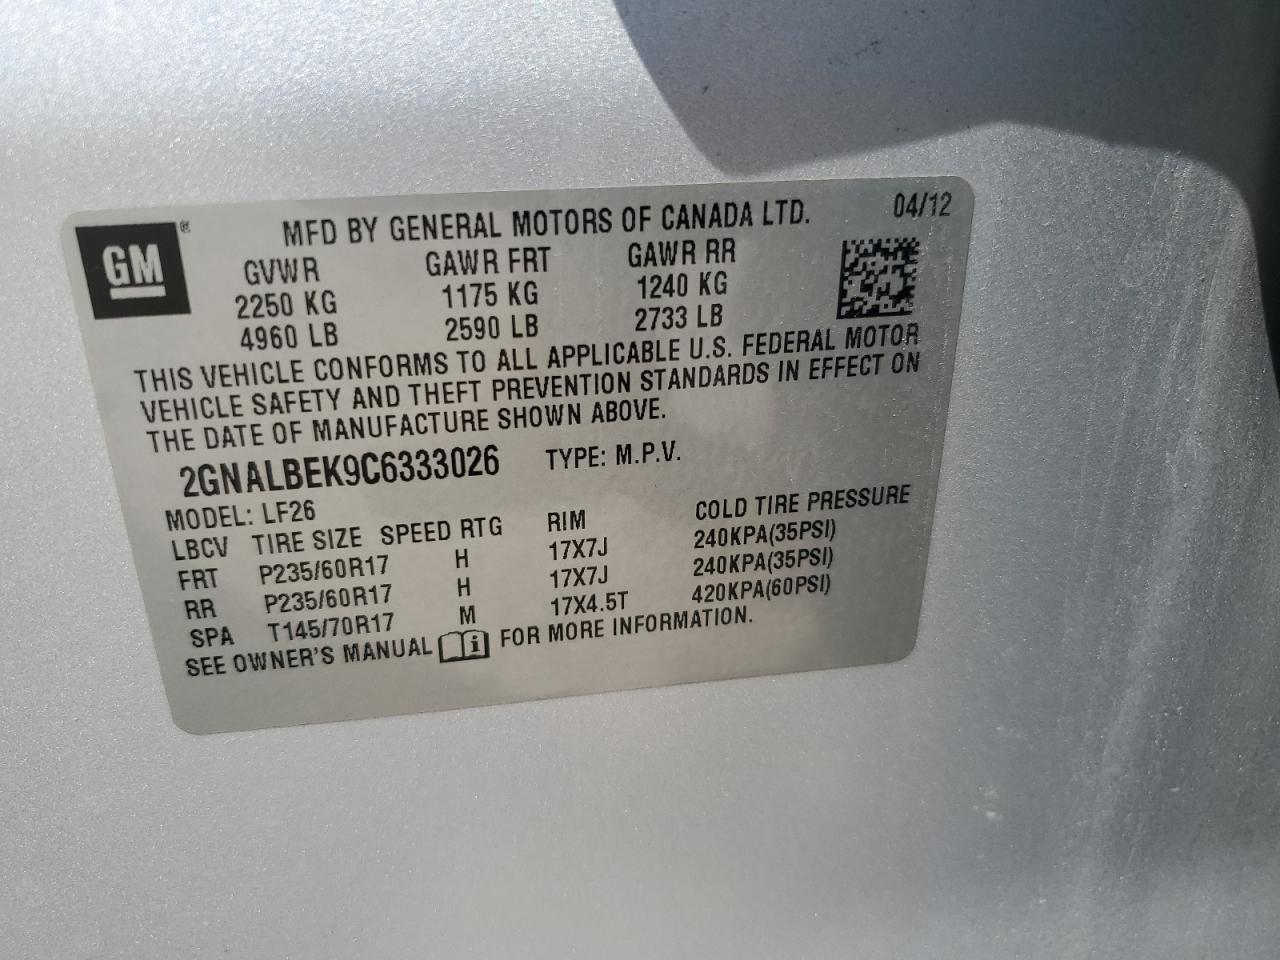 GM®
MFD BY GENERAL MOTORS OF CANADA LTD. 04/12
GVWR GAWR FRT GAWR RR
2250 KG 1175 KG 1240 KG
4960 LB 2590 LB 2733 LB
THIS VEHICLE CONFORMS TO ALL APPLICABLE U.S. FEDERAL MOTOR
VEHICLE SAFETY AND THEFT PREVENTION STANDARDS IN EFFECT ON
THE DATE OF MANUFACTURE SHOWN ABOVE.
2GNALBEK9C6333026 TYPE: M.P.V.
MODEL: LF26
LBCV TIRE SIZE SPEED RTG RIM COLD TIRE PRESSURE
FRT P235/60R17 H 17X7J 240KPA(35PSI)
RR P235/60R17 H 17X7J 240KPA(35PSI)
SPA T145/70R17 M 17X4.5T 420KPA(60PSI)
SEE OWNER'S MANUAL i FOR MORE INFORMATION.